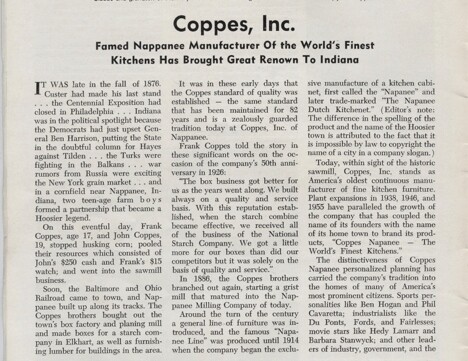 Coppes, Inc.
Famed Nappanee Manufacturer Of the World's Finest
Kitchens Has Brought Great Renown To Indiana
IT WAS late in the fall of 1876.
Custer had made his last stand
. . . the Centennial Exposition had
closed in Philadelphia . . . Indiana
was in the political spotlight because
the Democrats had just upset Gen-
eral Ben Harrison, putting the State
in the doubtful column for Hayes
against Tilden . . . the Turks were
fighting in the Balkans . . . war
rumors from Russia were exciting
the New York grain market . . . and
in a cornfield near Nappanee, In-
diana, two teen-age farm boys
formed a partnership that became a
Hoosier legend.
On this eventful day, Frank
Coppes, age 17, and John Coppes,
19, stopped husking corn; pooled
their resources which consisted of
John's $250 cash and Frank's $15
watch; and went into the sawmill
business.
Soon, the Baltimore and Ohio
Railroad came to town, and Nap-
panee built up along its tracks. The
Coppes brothers bought out the
town's box factory and planing mill
and made boxes for a starch com-
pany in Elkhart, as well as furnish-
ing lumber for buildings in the area.
It was in these early days that
the Coppes standard of quality was
established — the same standard
that has been maintained for 82
years and is a zealously guarded
tradition today at Coppes, Inc. of
Nappanee.
Frank Coppes told the story in
these significant words on the oc-
casion of the company's 50th anni-
versary in 1926:
"The box business got better for
us as the years went along. We built
always on a quality and service
basis. With this reputation estab-
lished, when the starch combine
became effective, we received all
of the business of the National
Starch Company. We got a little
more for our boxes than did our
competitors but it was solely on the
basis of quality and service."
In 1886, the Coppes brothers
branched out again, starting a grist
mill that matured into the Nap-
panee Milling Company of today.
Around the turn of the century
a general line of furniture was in-
troduced, and the famous "Napa-
nee Line" was produced until 1914
when the company began the exclu-
sive manufacture of a kitchen cabi-
net, first called the "Napanee" and
later trade-marked "The Napanee
Dutch Kitchenet." (Editor's note:
The difference in the spelling of the
product and the name of the Hoosier
town is attributed to the fact that it
is impossible by law to copyright the
name of a city in a company slogan.)
Today, within sight of the historic
sawmill, Coppes, Inc. stands as
America's oldest continuous manu-
facturer of fine kitchen furniture.
Plant expansions in 1938, 1946, and
1955 have paralleled the growth of
the company that has coupled the
name of its founders with the name
of its home town to brand its prod-
ucts, "Coppes Napanee — The
World's Finest Kitchens."
The distinctiveness of Coppes
Napanee personalized planning has
carried the company's tradition into
the homes of many of America's
most prominent citizens. Sports per-
sonalities like Ben Hogan and Phil
Cavaretta; industrialists like the
Du Ponts, Fords, and Fairlesses;
movie stars like Hedy Lamarr and
Barbara Stanwyck; and other lead-
ers of industry, government, and the